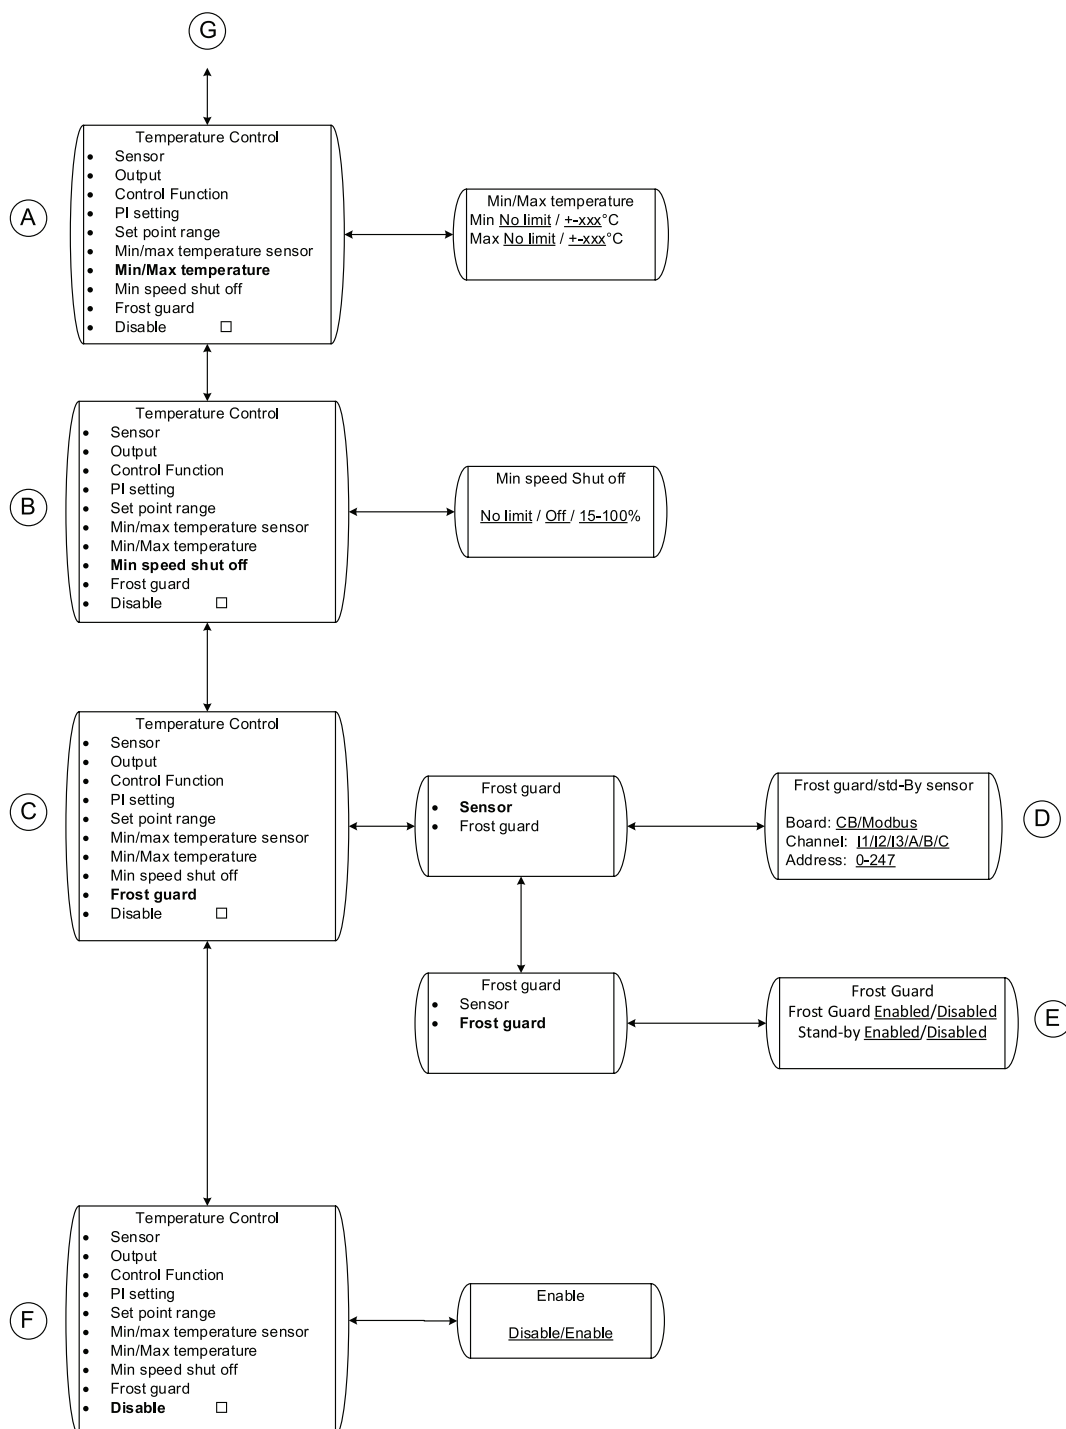 G
A
Temperature Control
• Sensor
• Output
• Control Function
• PI setting
• Set point range
• Min/max temperature sensor
• Min/Max temperature
• Min speed shut off
• Frost guard
• Disable ☐
Min/Max temperature
Min No limit / +-xxx°C
Max No limit / +-xxx°C
B
Temperature Control
• Sensor
• Output
• Control Function
• PI setting
• Set point range
• Min/max temperature sensor
• Min/Max temperature
• Min speed shut off
• Frost guard
• Disable ☐
Min speed Shut off
No limit / Off / 15-100%
C
Temperature Control
• Sensor
• Output
• Control Function
• PI setting
• Set point range
• Min/max temperature sensor
• Min/Max temperature
• Min speed shut off
• Frost guard
• Disable ☐
Frost guard
• Sensor
• Frost guard
Frost guard/std-By sensor
Board: CB/Modbus
Channel: I1/I2/I3/A/B/C
Address: 0-247
D
Frost guard
• Sensor
• Frost guard
Frost Guard
Frost Guard Enabled/Disabled
Stand-by Enabled/Disabled
E
F
Temperature Control
• Sensor
• Output
• Control Function
• PI setting
• Set point range
• Min/max temperature sensor
• Min/Max temperature
• Min speed shut off
• Frost guard
• Disable ☐
Enable
Disable/Enable